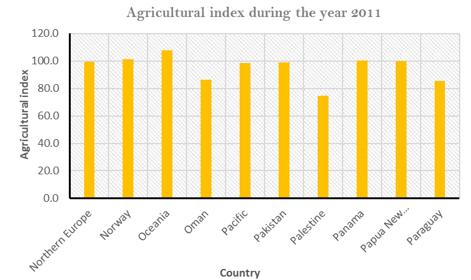 Agricultural index during the year 2011
120.0
100.0
80.0
60.0
40.0
20.0
0.0
Agricultural index
Northern Europe
Norway
Oceania
Oman
Pacific
Pakistan
Palestine
Panama
Papua New...
Paraguay
Country